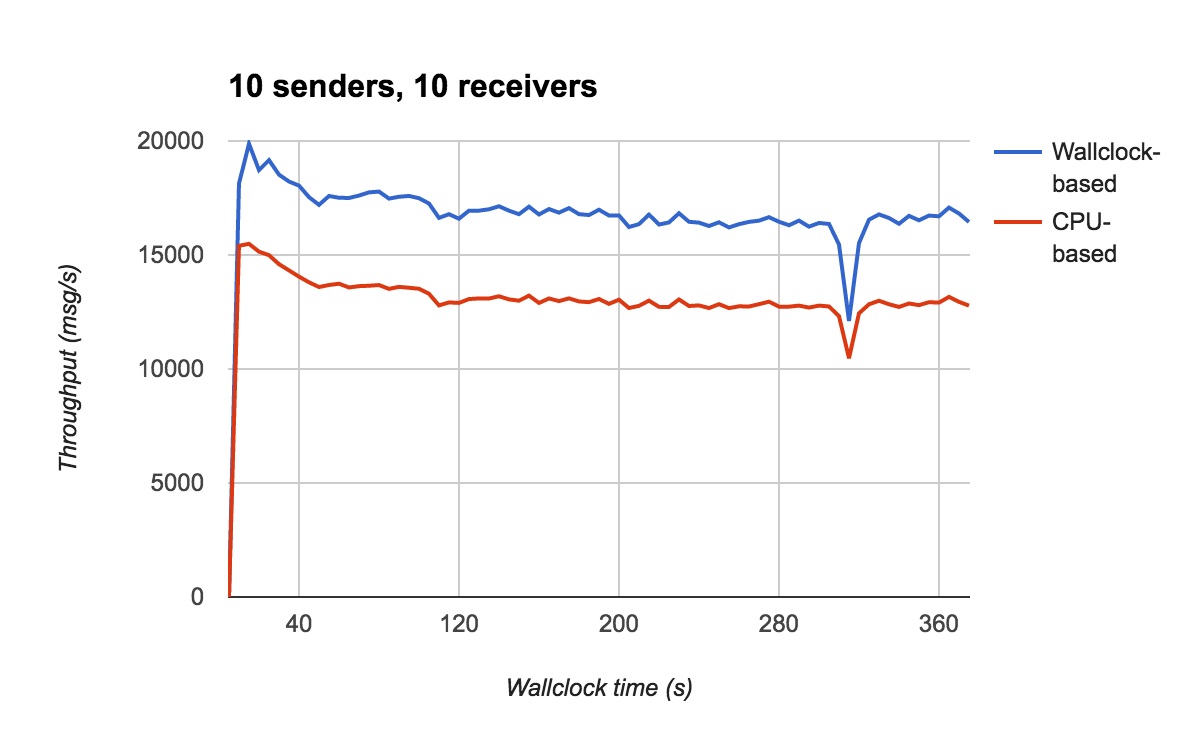 10 senders, 10 receivers
20000
15000
10000
5000
0
Throughput (msg/s)
40 120 200 280 360
Wallclock time (s)
Wallclock-
based
CPU-
based